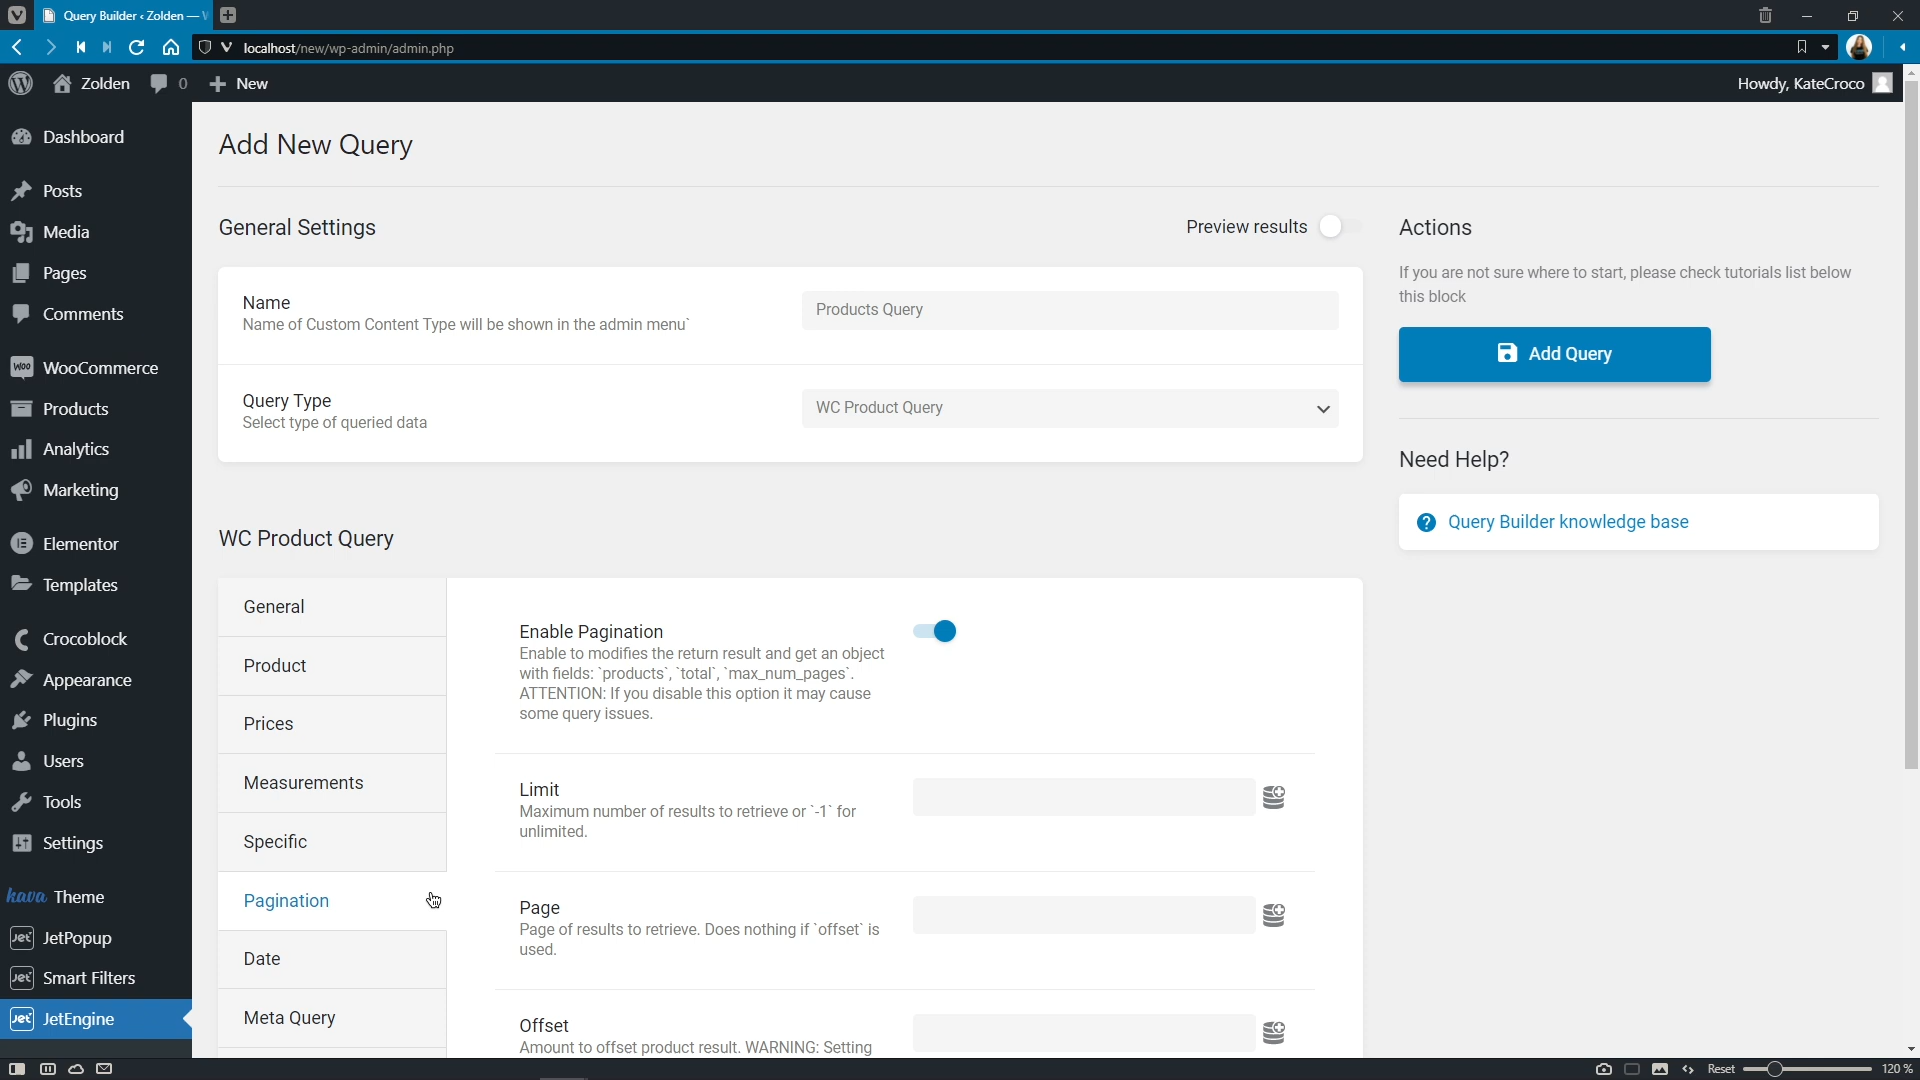 Query Builder ‹ Zolden — W
localhost/new/wp-admin/admin.php
Zolden
0
New
Howdy, KateCroco
Dashboard
Posts
Media
Pages
Comments
Woo
WooCommerce
Products
Analytics
Marketing
Elementor
Templates
Crocoblock
Appearance
Plugins
Users
Tools
Settings
hava Theme
Jet JetPopup
Jet Smart Filters
Jet JetEngine
Add New Query
General Settings
Preview results
Name
Name of Custom Content Type will be shown in the admin menu`
Products Query
Query Type
Select type of queried data
WC Product Query
WC Product Query
General
Product
Prices
Measurements
Specific
Pagination
Date
Meta Query
Enable Pagination
Enable to modifies the return result and get an object
with fields: `products`, `total`, `max_num_pages`.
ATTENTION: If you disable this option it may cause
some query issues.
Limit
Maximum number of results to retrieve or `-1` for
unlimited.
Page
Page of results to retrieve. Does nothing if `offset` is
used.
Offset
Amount to offset product result. WARNING: Setting
Actions
If you are not sure where to start, please check tutorials list below
this block
Add Query
Need Help?
Query Builder knowledge base
Reset
120 %